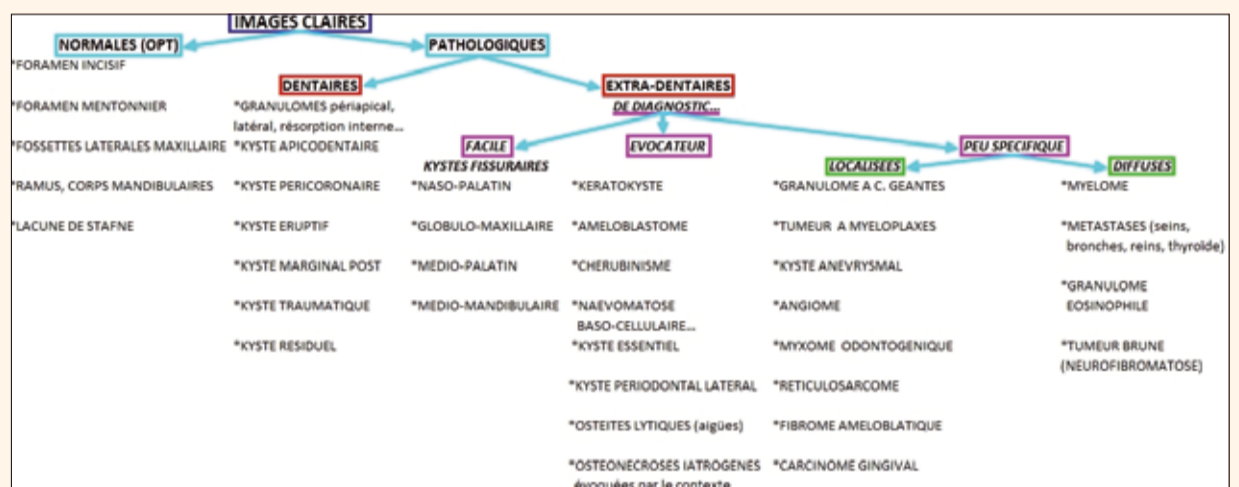 IMAGES CLAIRES
NORMALES (OPT)
PATHOLOGIQUES
*FORAMEN INCISIF
*FORAMEN MENTONNIER
*FOSSETTES LATERALES MAXILLAIRE
*RAMUS, CORPS MANDIBULAIRES
*LACUNE DE STAFNE
DENTAIRES
*GRANULOMES périapical,
latéral, résorption interne...
*KYSTE APICODENTAIRE
*KYSTE PERICORONAIRE
*KYSTE ERUPTIF
*KYSTE MARGINAL POST
*KYSTE TRAUMATIQUE
*KYSTE RESIDUEL
EXTRA-DENTAIRES
DE DIAGNOSTIC...
FACILE
KYSTES FISSURAIRES
*NASO-PALATIN
*GLOBULO-MAXILLAIRE
*MEDIO-PALATIN
*MEDIO-MANDIBULAIRE
EVOCATEUR
*KERATOKYSTE
*AMELOBLASTOME
*CHERUBINISME
*NAEVOMATOSE
BASO-CELLULAIRE...
*KYSTE ESSENTIEL
*KYSTE PERIODONTAL LATERAL
*OSTEITES LYTIQUES (aigües)
*OSTEONECROSES IATROGENES
évoquées par le contexte
PEU SPECIFIQUE
LOCALISEES
*GRANULOME A C. GEANTES
*TUMEUR A MYELOPLAXES
*KYSTE ANEVRYSMAL
*ANGIOME
*MYXOME ODONTOGENIQUE
*RETICULOSARCOME
*FIBROME AMELOBLATIQUE
*CARCINOME GINGIVAL
DIFFUSES
*MYELOME
*METASTASES (seins,
bronches, reins, thyroïde)
*GRANULOME
EOSINOPHILE
*TUMEUR BRUNE
(NEUROFIBROMATOSE)